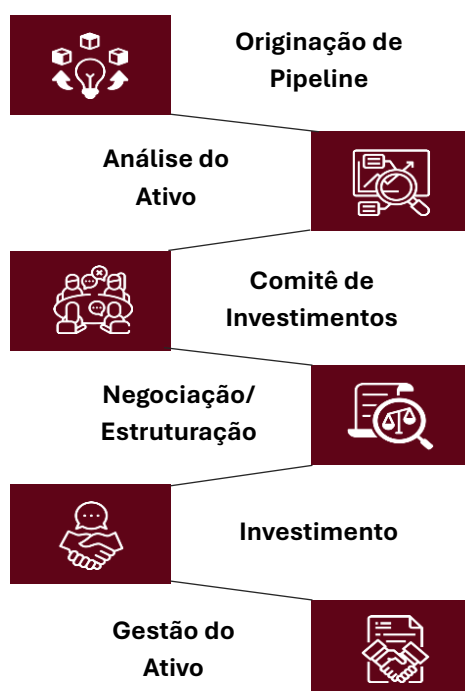 Originação de
Pipeline
Análise do
Ativo
Comitê de
Investimentos
Negociação/
Estruturação
Investimento
Gestão do
Ativo